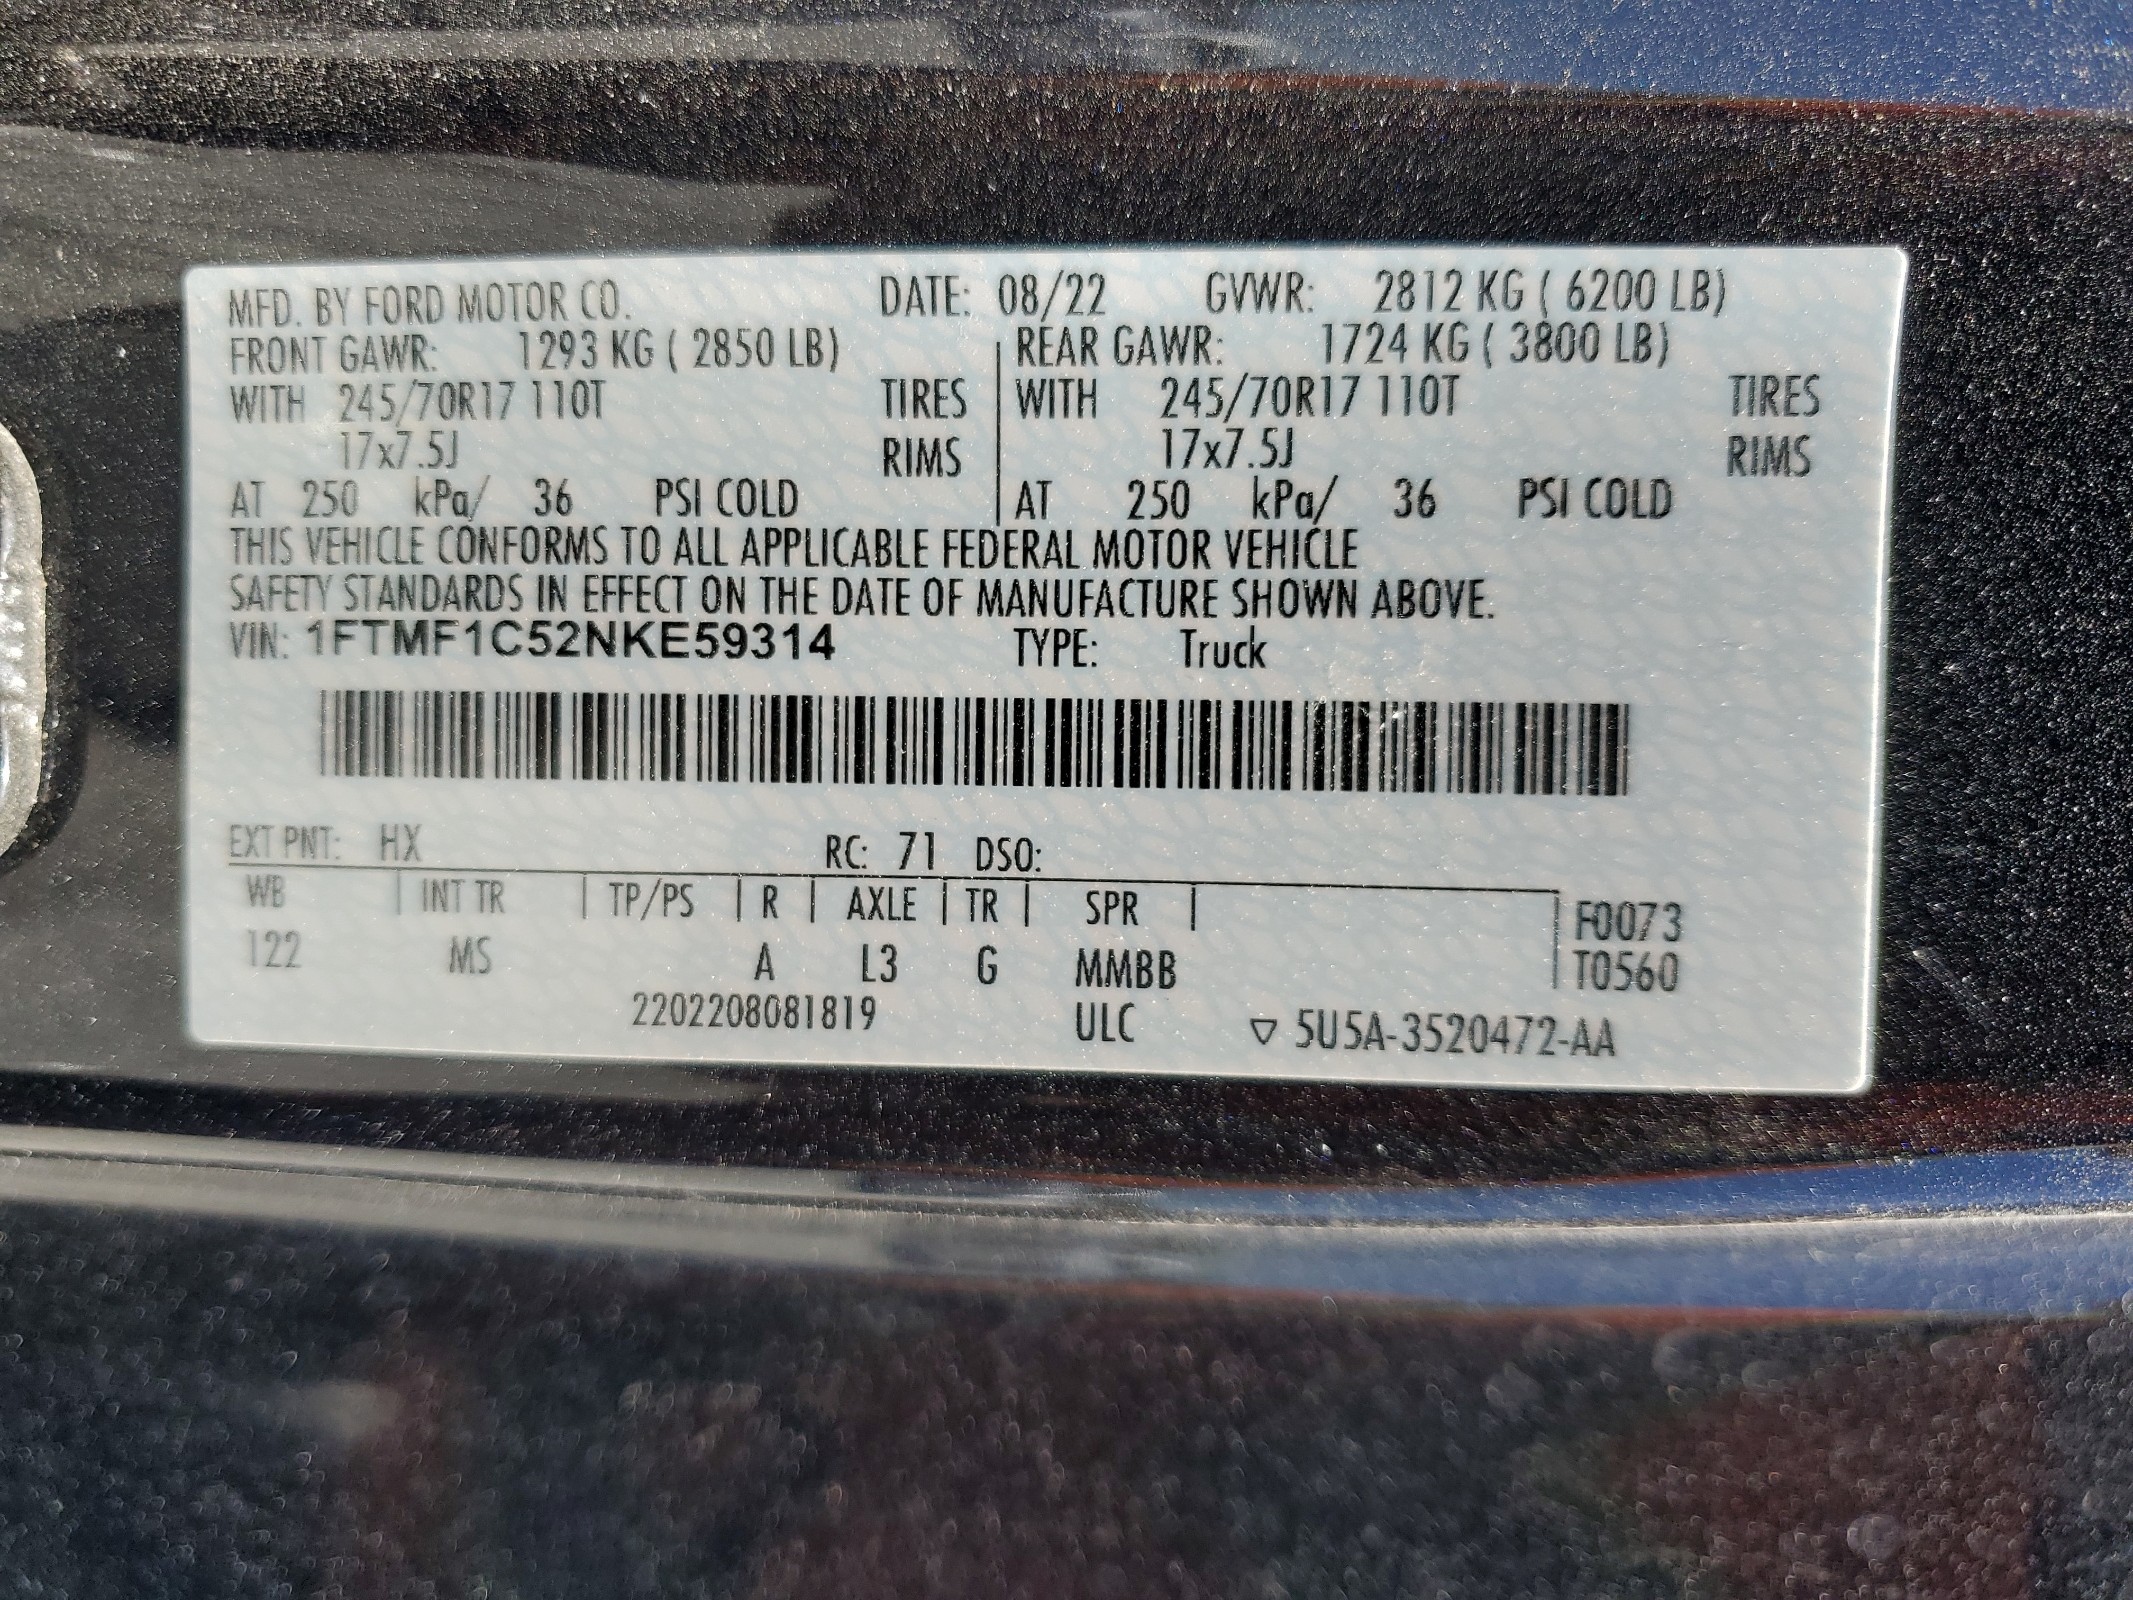 MFD. BY FORD MOTOR CO. DATE: 08/22 GVWR: 2812 KG ( 6200 LB)
FRONT GAWR: 1293 KG ( 2850 LB) REAR GAWR: 1724 KG ( 3800 LB)
WITH 245/70R17 110T TIRES WITH 245/70R17 110T TIRES
17x7.5J RIMS 17x7.5J RIMS
AT 250 kPa/ 36 PSI COLD AT 250 kPa/ 36 PSI COLD
THIS VEHICLE CONFORMS TO ALL APPLICABLE FEDERAL MOTOR VEHICLE
SAFETY STANDARDS IN EFFECT ON THE DATE OF MANUFACTURE SHOWN ABOVE.
VIN: 1FTMF1C52NKE59314 TYPE: Truck
EXT PNT: HX RC: 71 DSO:
WB INT TR TP/PS R AXLE TR SPR F0073
122 MS A L3 G MMBB T0560
2202208081819 ULC ▽ 5U5A-3520472-AA